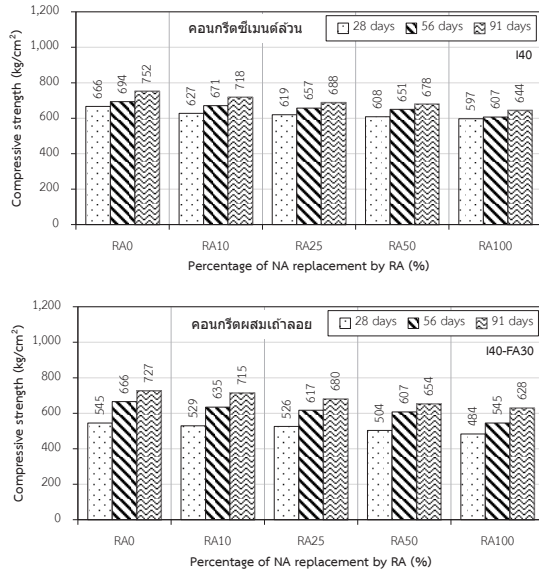 1,200
คอนกรีตซีเมนต์ล้วน
28 days 56 days 91 days
I40
1,000
800
600
400
200
0
Compressive strength (kg/cm2)
666 694 752
627 671 718
619 657 688
608 651 678
597 607 644
RA0 RA10 RA25 RA50 RA100
Percentage of NA replacement by RA (%)
1,200
คอนกรีตผสมเถ้าลอย
28 days 56 days 91 days
I40-FA30
1,000
800
600
400
200
0
Compressive strength (kg/cm2)
545 666 727
529 635 715
526 617 680
504 607 654
484 545 628
RA0 RA10 RA25 RA50 RA100
Percentage of NA replacement by RA (%)